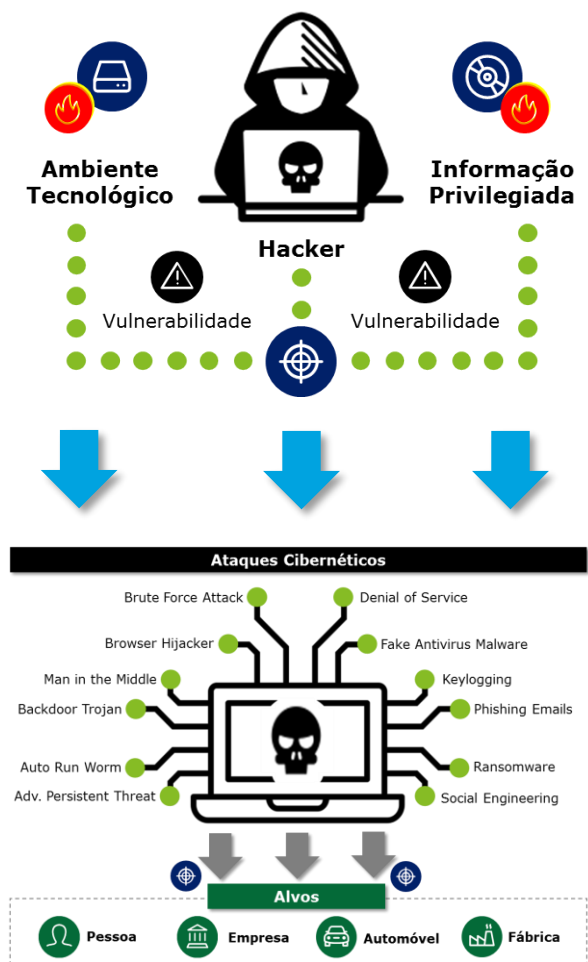 Ambiente
Tecnológico
Informação
Privilegiada
Hacker
Vulnerabilidade
Vulnerabilidade
Ataques Cibernéticos
Brute Force Attack
Denial of Service
Browser Hijacker
Fake Antivirus Malware
Man in the Middle
Keylogging
Backdoor Trojan
Phishing Emails
Auto Run Worm
Ransomware
Adv. Persistent Threat
Social Engineering
Alvos
Pessoa
Empresa
Automóvel
Fábrica